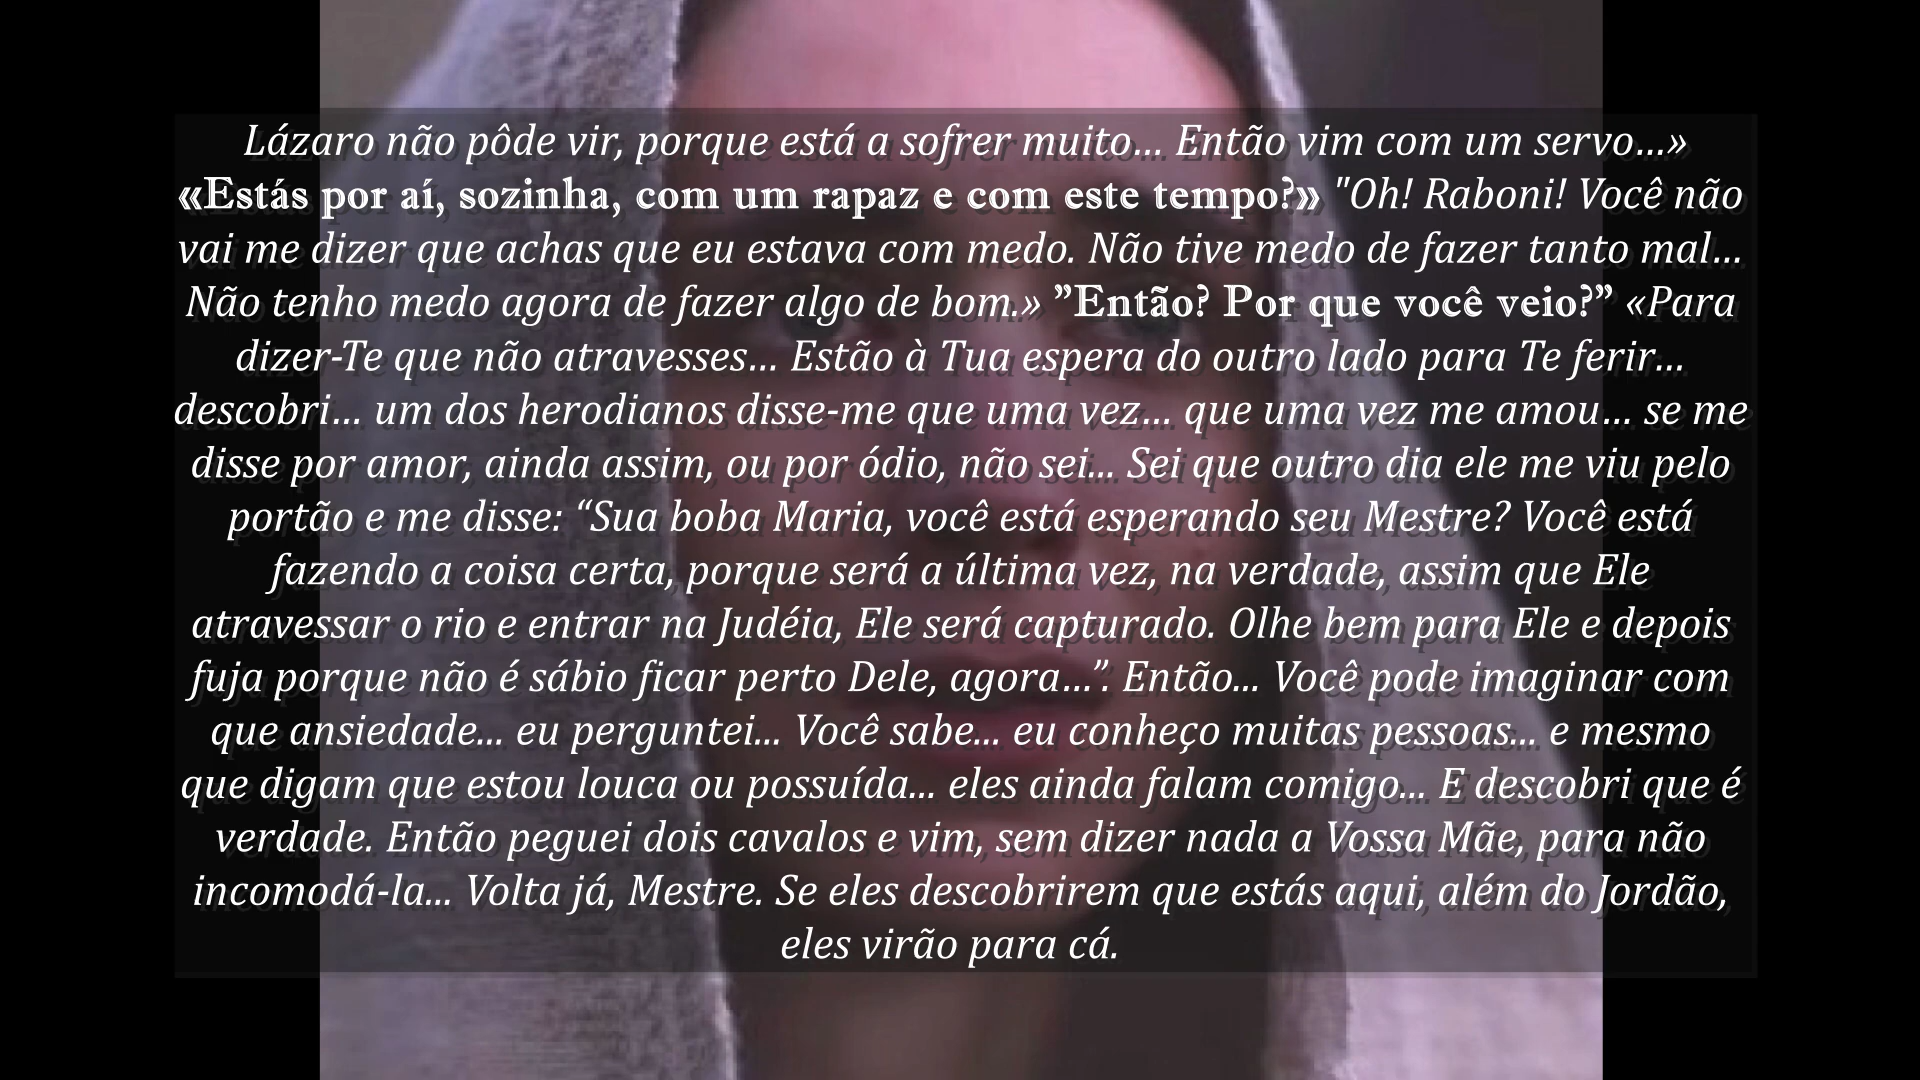 Lázaro não pôde vir, porque está a sofrer muito... Então vim com um servo...»
«Estás por aí, sozinha, com um rapaz e com este tempo?» "Oh! Raboni! Você não
vai me dizer que achas que eu estava com medo. Não tive medo de fazer tanto mal...
Não tenho medo agora de fazer algo de bom.» ”Então? Por que você veio?” «Para
dizer-Te que não atravesses... Estão à Tua espera do outro lado para Te ferir...
descobri... um dos herodianos disse-me que uma vez... que uma vez me amou... se me
disse por amor, ainda assim, ou por ódio, não sei... Sei que outro dia ele me viu pelo
portão e me disse: “Sua boba Maria, você está esperando seu Mestre? Você está
fazendo a coisa certa, porque será a última vez, na verdade, assim que Ele
atravessar o rio e entrar na Judéia, Ele será capturado. Olhe bem para Ele e depois
fuja porque não é sábio ficar perto Dele, agora...”. Então... Você pode imaginar com
que ansiedade... eu perguntei... Você sabe... eu conheço muitas pessoas... e mesmo
que digam que estou louca ou possuída... eles ainda falam comigo... E descobri que é
verdade. Então peguei dois cavalos e vim, sem dizer nada a Vossa Mãe, para não
incomodá-la... Volta já, Mestre. Se eles descobrirem que estás aqui, além do Jordão,
eles virão para cá.